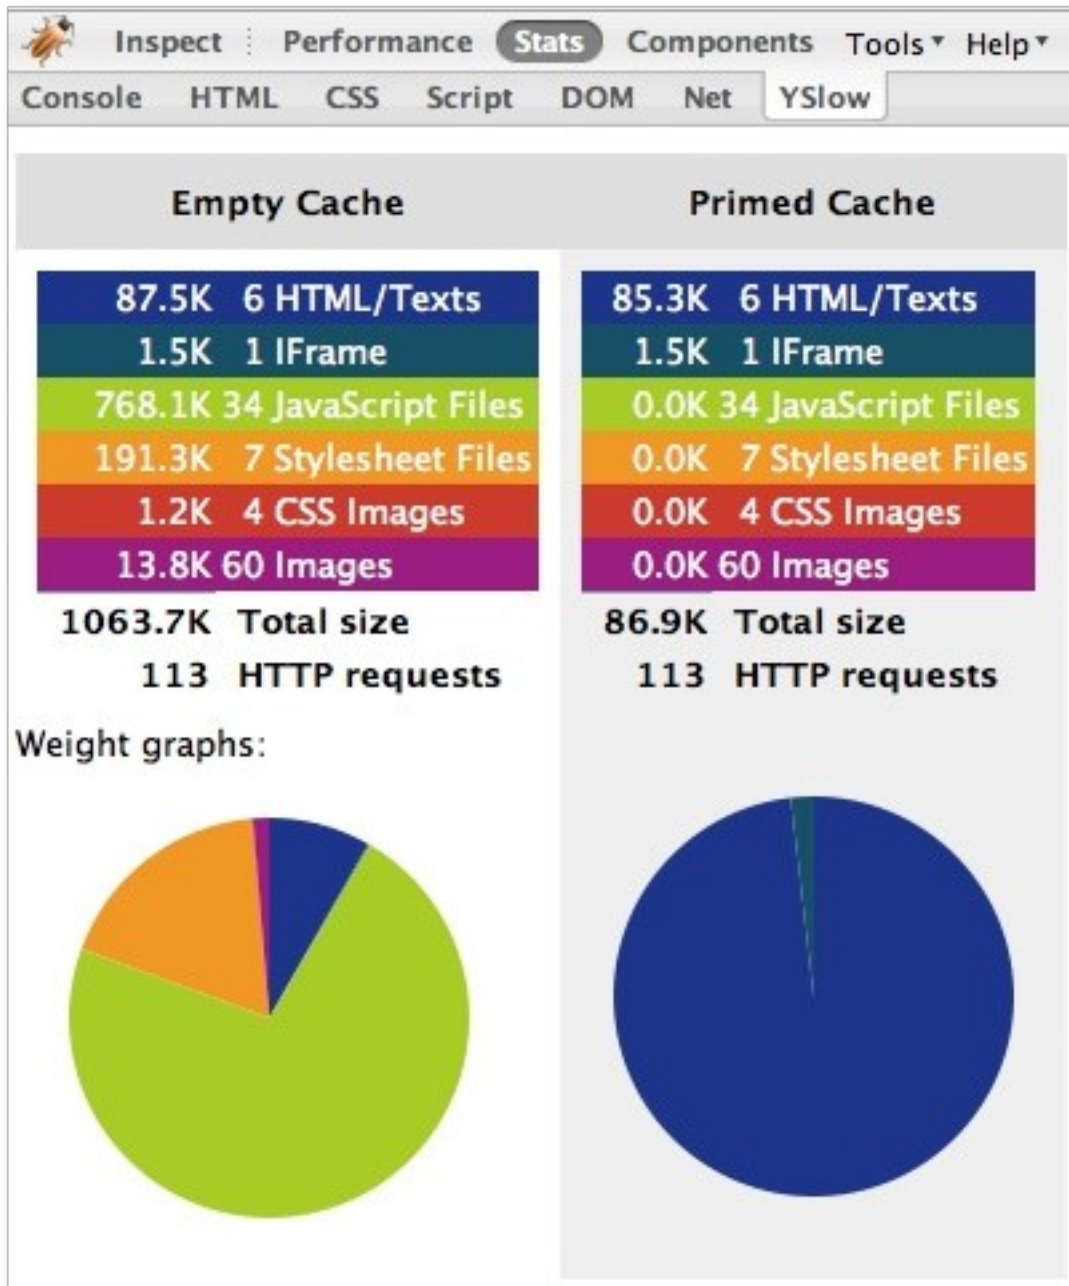 Inspect Performance Stats Components Tools Help
Console HTML CSS Script DOM Net YSlow
Empty Cache
87.5K 6 HTML/Texts
1.5K 1 IFrame
768.1K 34 JavaScript Files
191.3K 7 Stylesheet Files
1.2K 4 CSS Images
13.8K 60 Images
1063.7K Total size
113 HTTP requests
Weight graphs:
Primed Cache
85.3K 6 HTML/Texts
1.5K 1 IFrame
0.0K 34 JavaScript Files
0.0K 7 Stylesheet Files
0.0K 4 CSS Images
0.0K 60 Images
86.9K Total size
113 HTTP requests